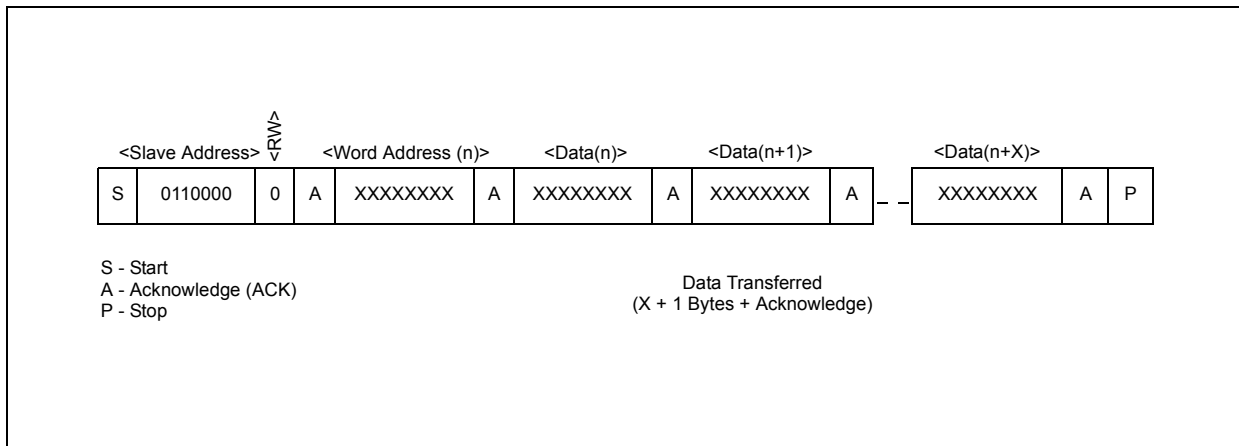 <Slave Address> <RW> <Word Address (n)> <Data(n)> <Data(n+1)> <Data(n+X)>
S 0110000 0 A XXXXXXXX A XXXXXXXX A XXXXXXXX A XXXXXXXX A P
S - Start
A - Acknowledge (ACK)
P - Stop
Data Transferred
(X + 1 Bytes + Acknowledge)